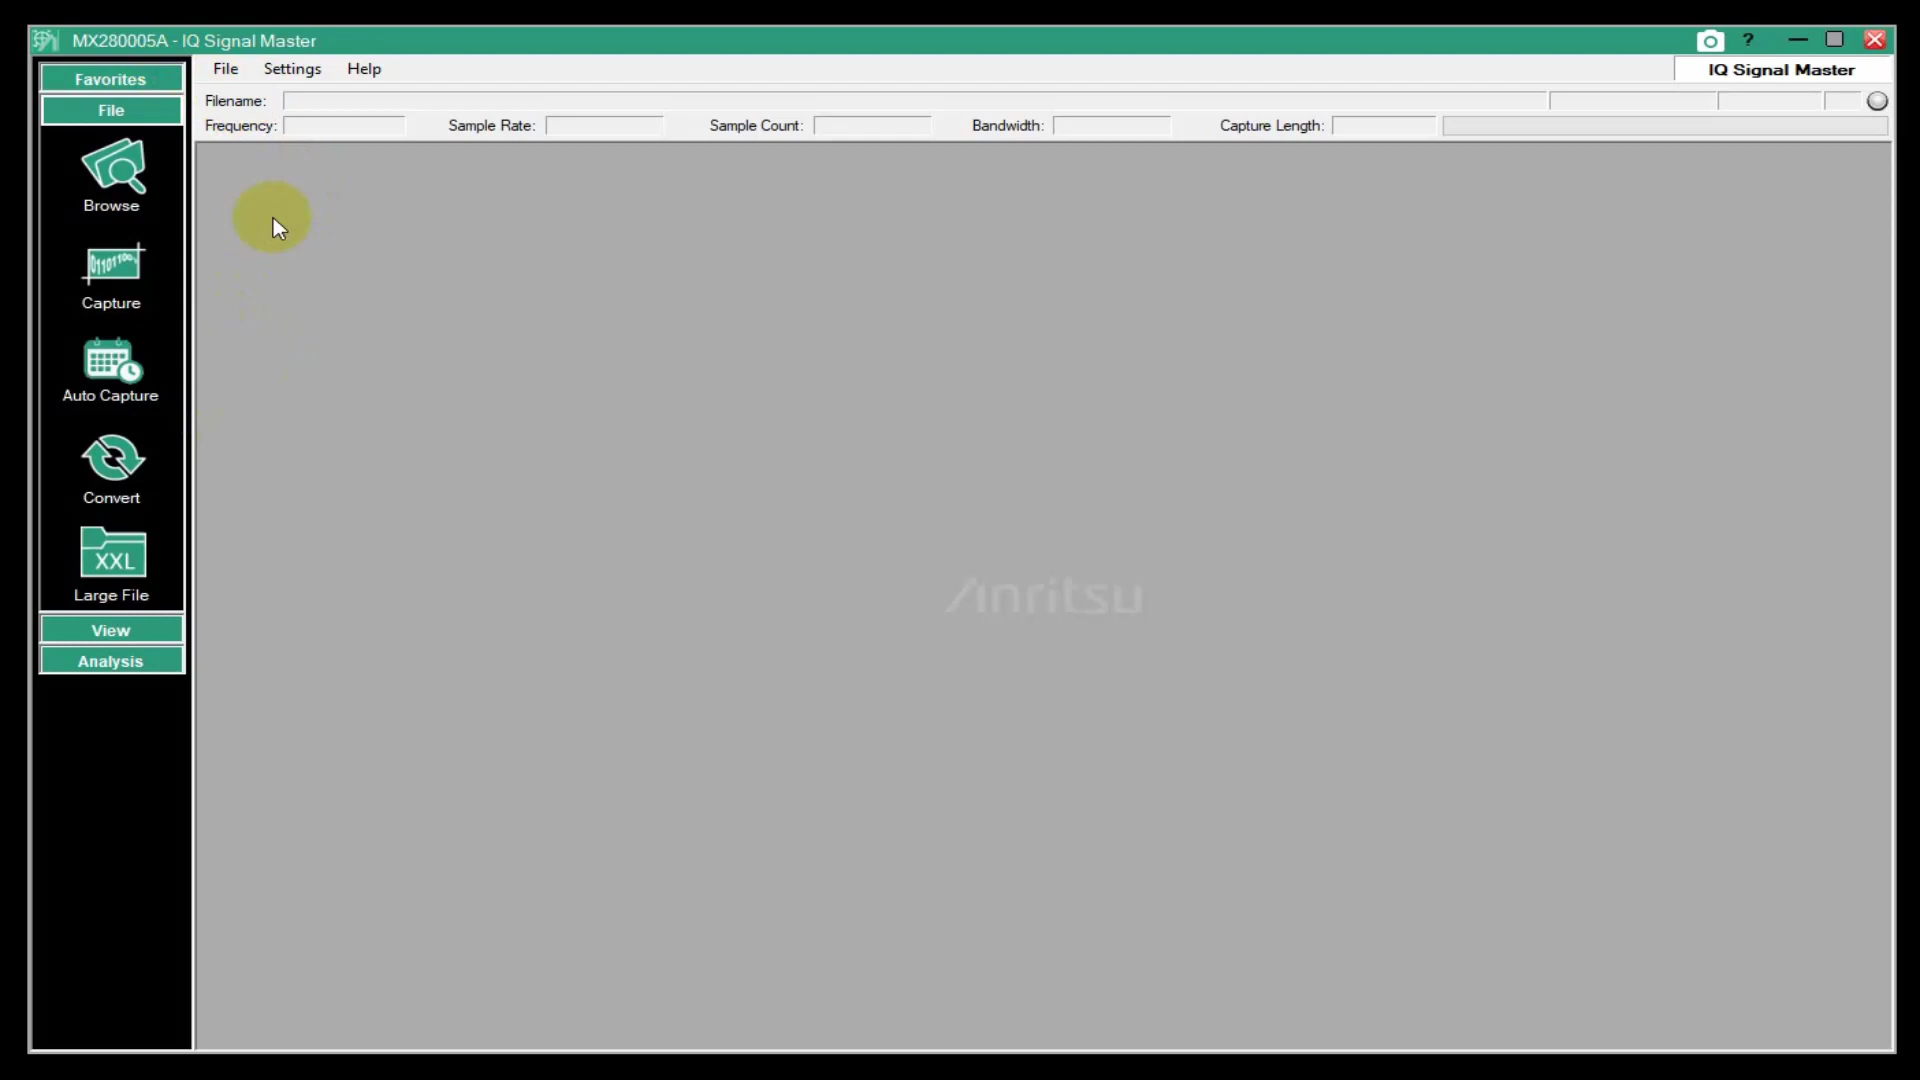 MX280005A - IQ Signal Master
?
File Settings Help
IQ Signal Master
Filename:
Frequency: Sample Rate: Sample Count: Bandwidth: Capture Length:
Favorites
File
Browse
011011001
Capture
Auto Capture
Convert
XXL
Large File
View
Analysis
Anritsu